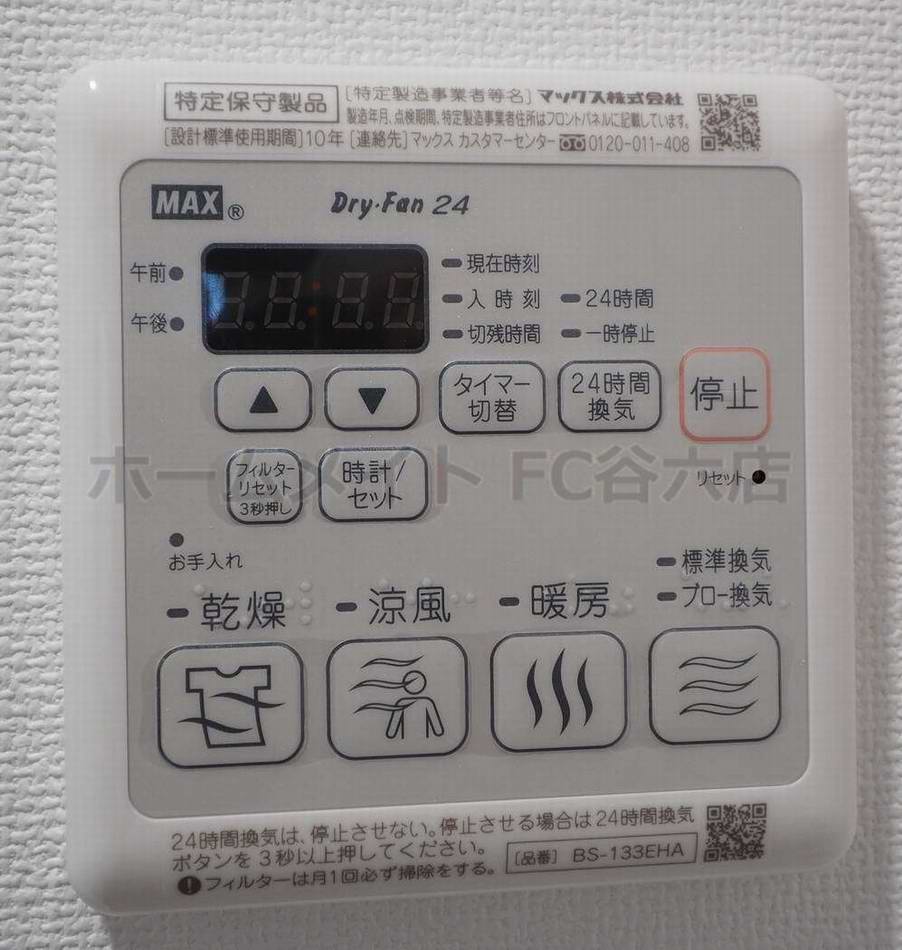 特定保守製品 [特定製造事業者等名] マックス株式会社
製造年月、点検期間、特定製造事業者住所はフロントパネルに記載しています。
[設計標準使用期間]10年 [連絡先] マックス カスタマーセンター 0120-011-408
MAX® Dry・Fan 24
午前 現在時刻
入時刻 24時間
午後 切残時間 一時停止
▲ ▼ タイマー切替 24時間換気 停止
ホームメイト FC谷六店
フィルターリセット3秒押し 時計/セット リセット
お手入れ 標準換気
乾燥 涼風 暖房 ブロー換気
24時間換気は、停止させない。停止させる場合は24時間換気
ボタンを3秒以上押してください。 [品番] BS-133EHA
フィルターは月1回必ず掃除をする。